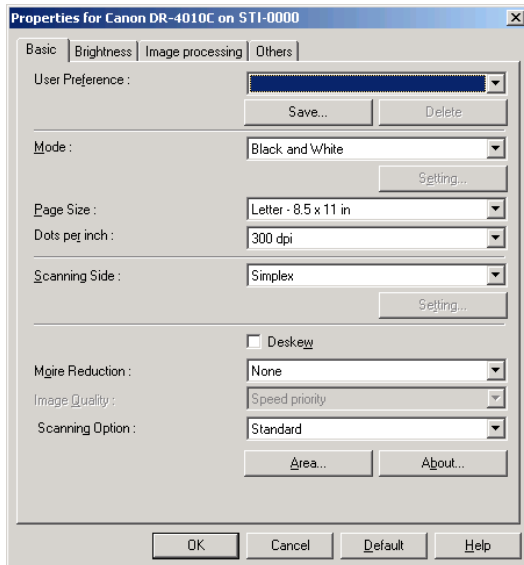 Properties for Canon DR-4010C on STI-0000
Basic Brightness Image processing Others
User Preference :
Save... Delete
Mode : Black and White
Setting...
Page Size : Letter - 8.5 x 11 in
Dots per inch : 300 dpi
Scanning Side : Simplex
Setting...
Deskew
Moire Reduction : None
Image Quality : Speed priority
Scanning Option : Standard
Area... About...
OK Cancel Default Help